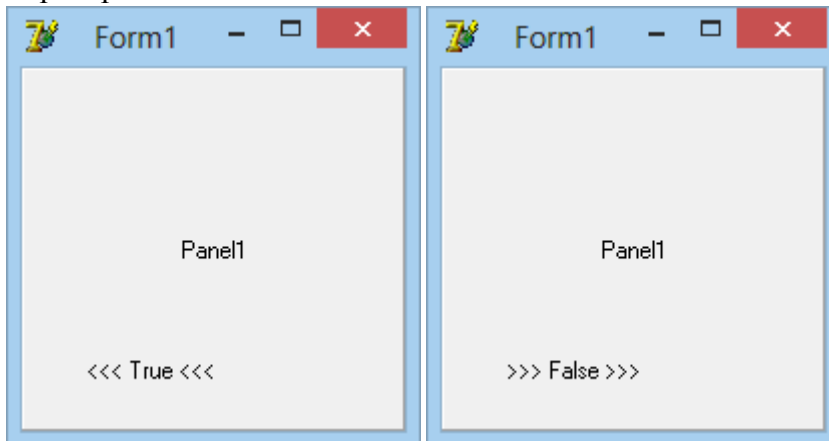 Form1
Panel1
<<< True <<<
Form1
Panel1
>>> False >>>